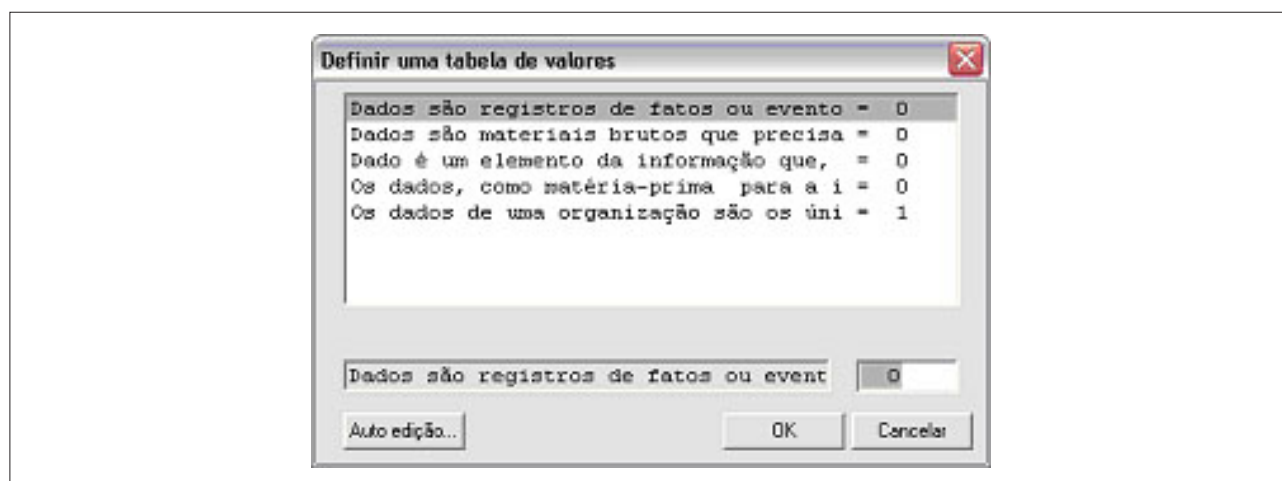 Definir uma tabela de valores
Dados são registros de fatos ou evento = 0
Dados são materiais brutos que precisa = 0
Dado é um elemento da informação que, = 0
Os dados, como matéria-prima para a i = 0
Os dados de uma organização são os úni = 1
Dados são registros de fatos ou event 0
Auto edição... OK Cancelar